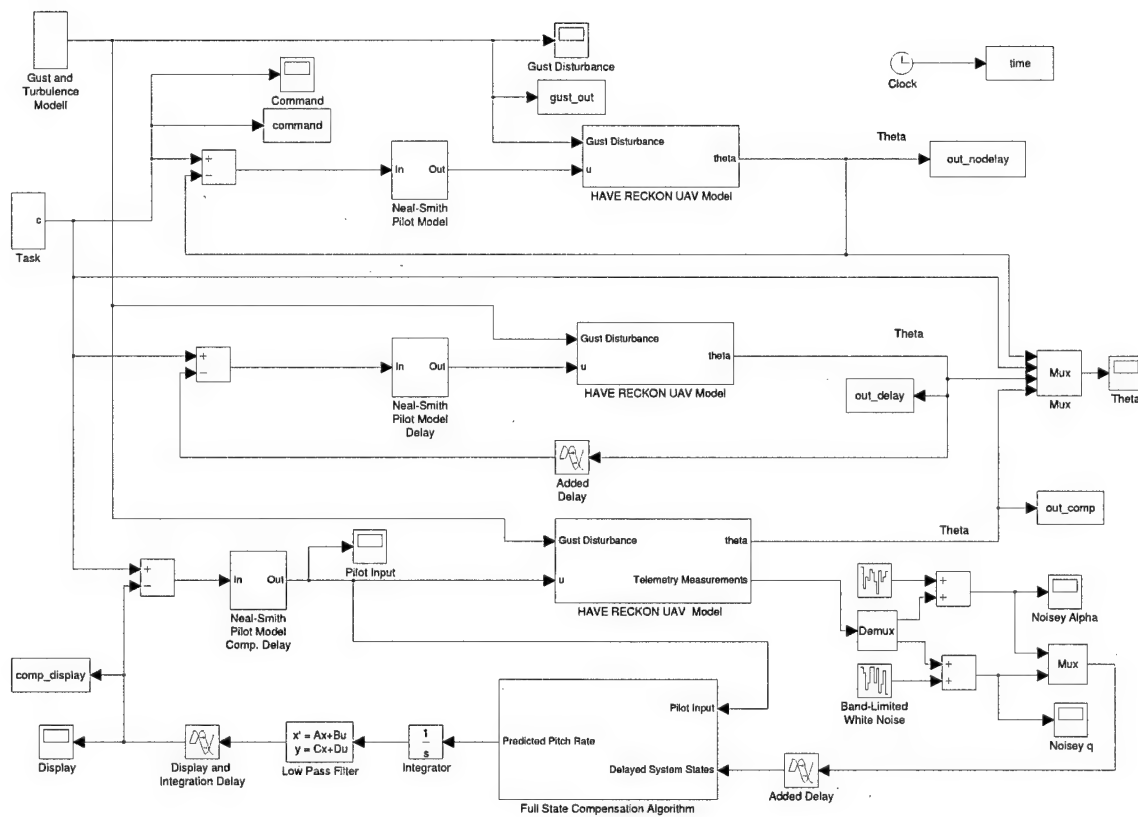 Gust and
Turbulence
Modell
Gust Disturbance
Clock
time
Command
gust_out
command
+
−
In
Out
Neal-Smith
Pilot Model
Gust Disturbance
u
theta
HAVE RECKON UAV Model
Theta
out_nodelay
c
Task
+
−
In
Out
Neal-Smith
Pilot Model
Delay
Gust Disturbance
u
theta
HAVE RECKON UAV Model
Theta
out_delay
Mux
Mux
Theta
Added
Delay
out_comp
Theta
+
−
In
Out
Neal-Smith
Pilot Model
Comp. Delay
Pilot Input
Gust Disturbance
u
theta
Telemetry Measurements
HAVE RECKON UAV Model
+
+
Noisey Alpha
Demux
+
+
Mux
Band-Limited
White Noise
Noisey q
comp_display
Display
Display and
Integration Delay
x' = Ax+Bu
y = Cx+Du
Low Pass Filter
1
s
Integrator
Pilot Input
Predicted Pitch Rate
Delayed System States
Full State Compensation Algorithm
Added Delay